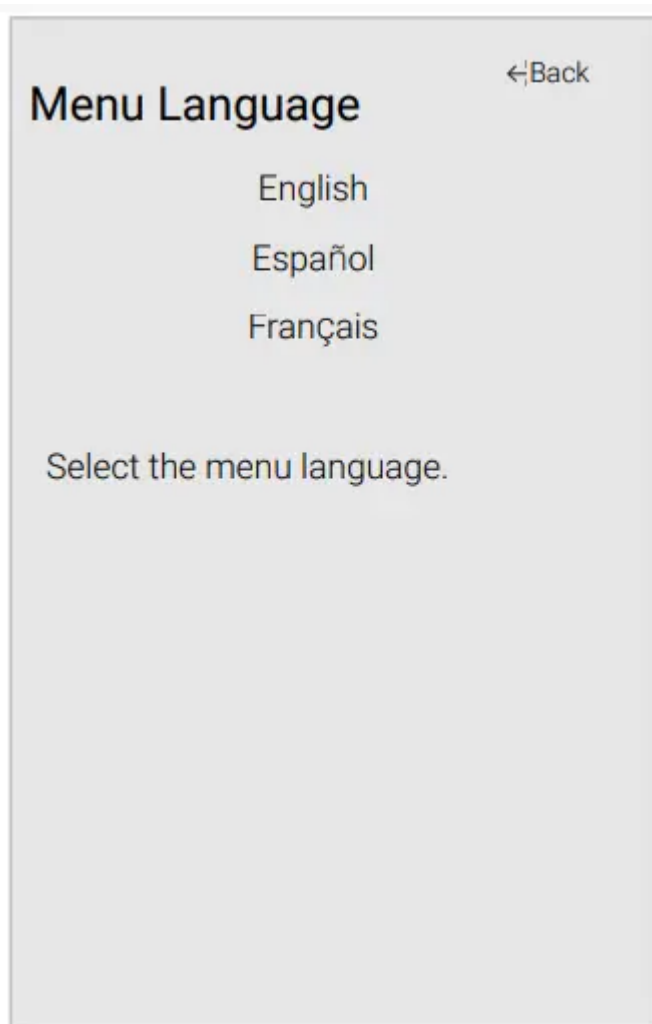 ←Back
Menu Language
English
Español
Français
Select the menu language.